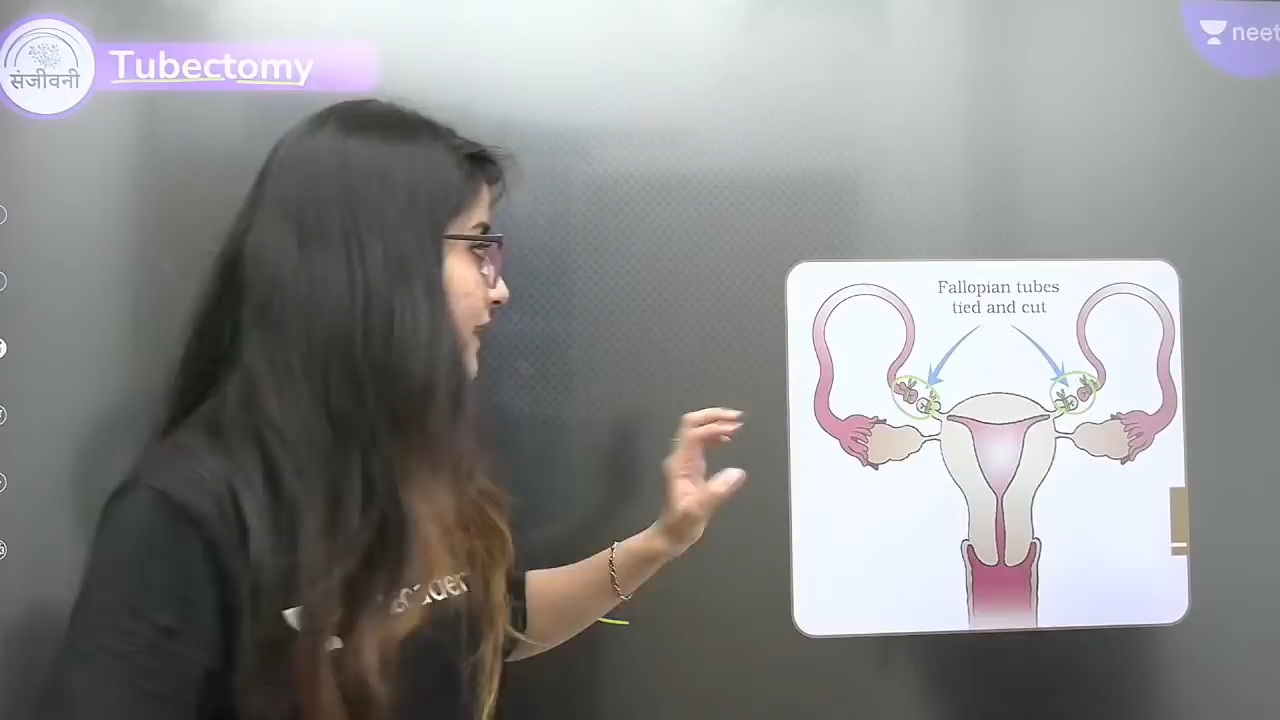 संजीवनी
Tubectomy
neet
Fallopian tubes
tied and cut